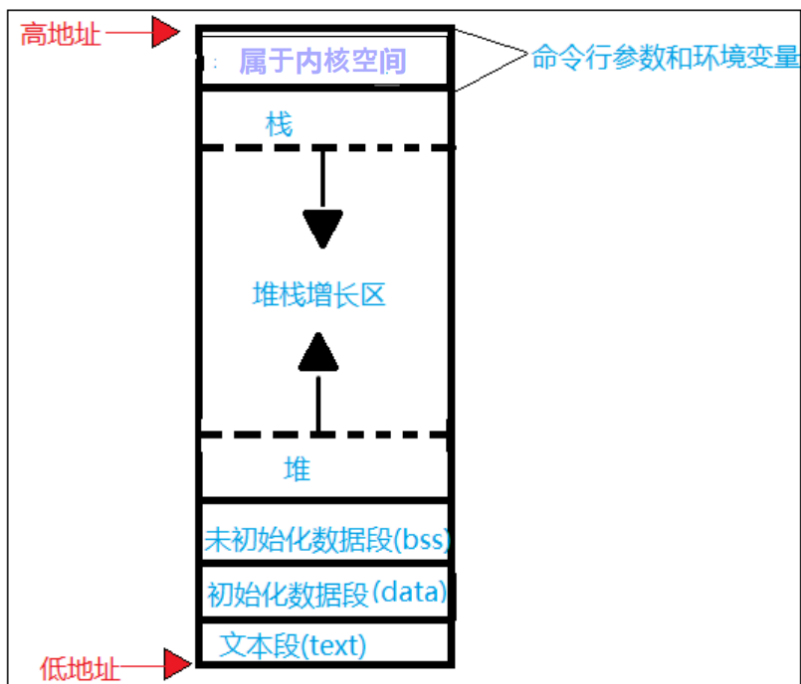 高地址
属于内核空间
命令行参数和环境变量
栈
堆栈增长区
堆
未初始化数据段(bss)
初始化数据段(data)
文本段(text)
低地址